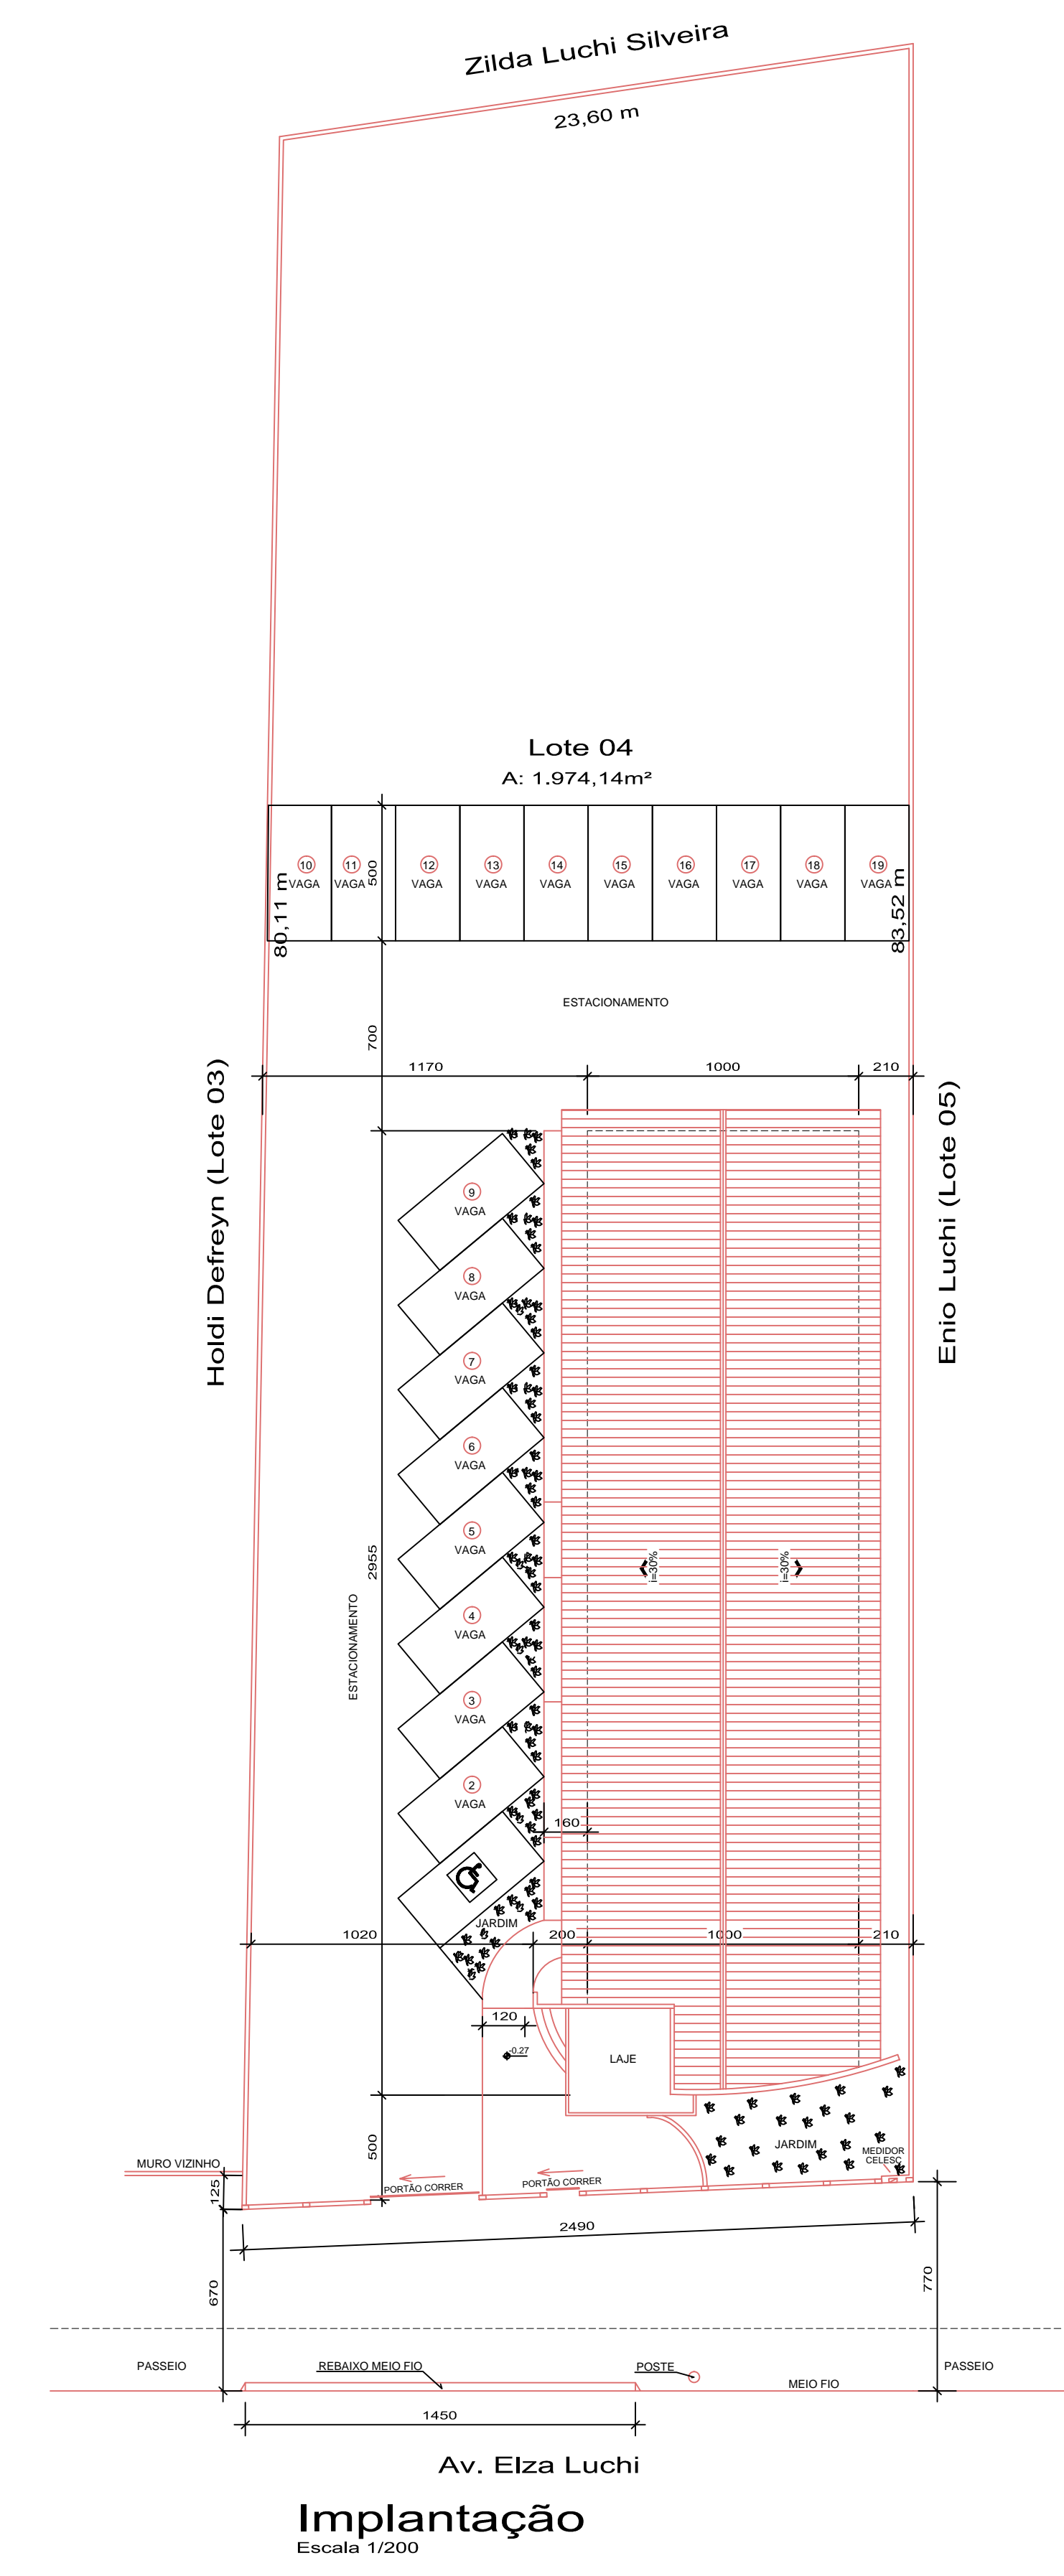 Zilda Luchi Silveira
23,60 m
Lote 04
A: 1.974,14m²
10
11
12
13
14
15
16
17
18
19
VAGA
VAGA
VAGA
VAGA
VAGA
VAGA
VAGA
VAGA
VAGA
VAGA
500
80,11 m
83,52 m
ESTACIONAMENTO
700
1170
1000
210
Holdi Defreyn (Lote 03)
Enio Luchi (Lote 05)
9
VAGA
8
VAGA
7
VAGA
6
VAGA
5
VAGA
4
VAGA
3
VAGA
2
VAGA
2955
ESTACIONAMENTO
i=30%
i=30%
160
JARDIM
1020
200
1000
210
120
-0.27
LAJE
500
JARDIM
MEDIDOR
CELESC
MURO VIZINHO
125
PORTÃO CORRER
PORTÃO CORRER
2490
670
770
PASSEIO
REBAIXO MEIO FIO
POSTE
MEIO FIO
PASSEIO
1450
Av. Elza Luchi
Implantação
Escala 1/200